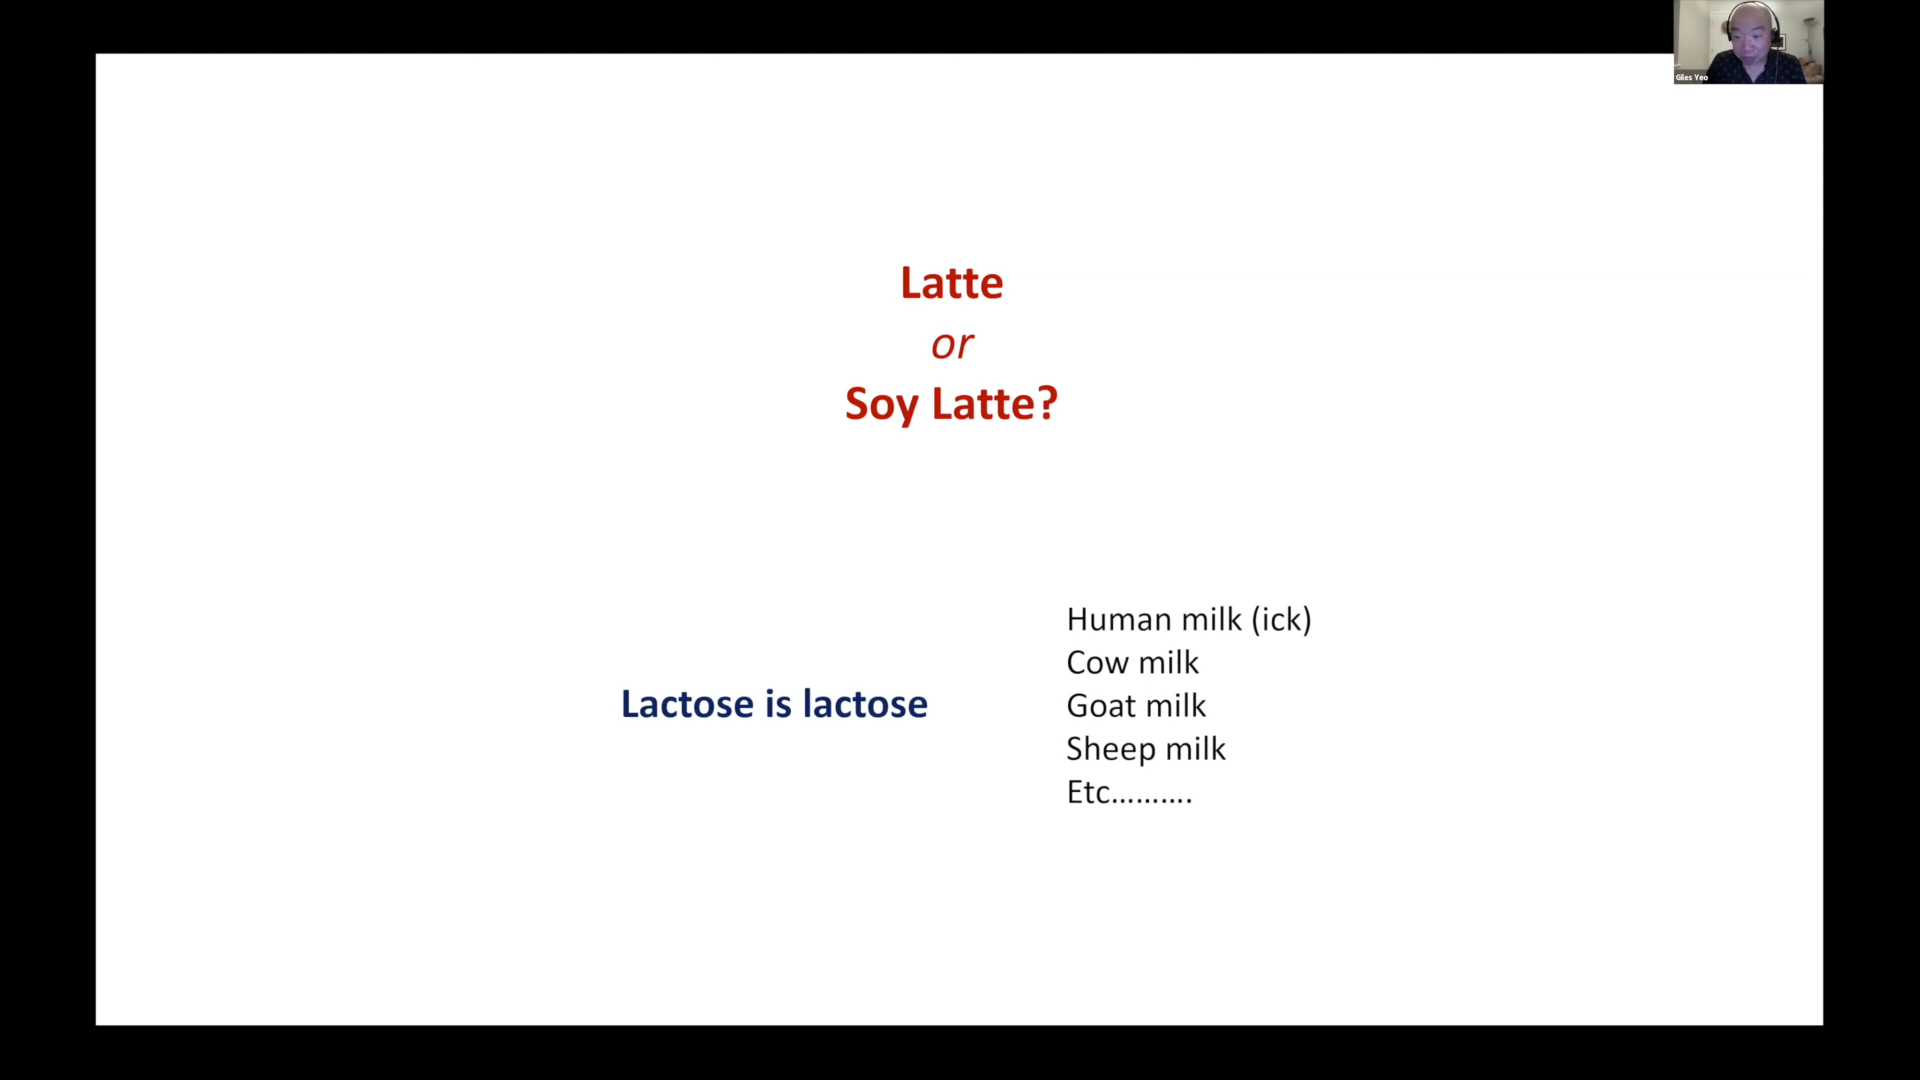 Giles Yeo
Latte
or
Soy Latte?
Lactose is lactose
Human milk (ick)
Cow milk
Goat milk
Sheep milk
Etc……….